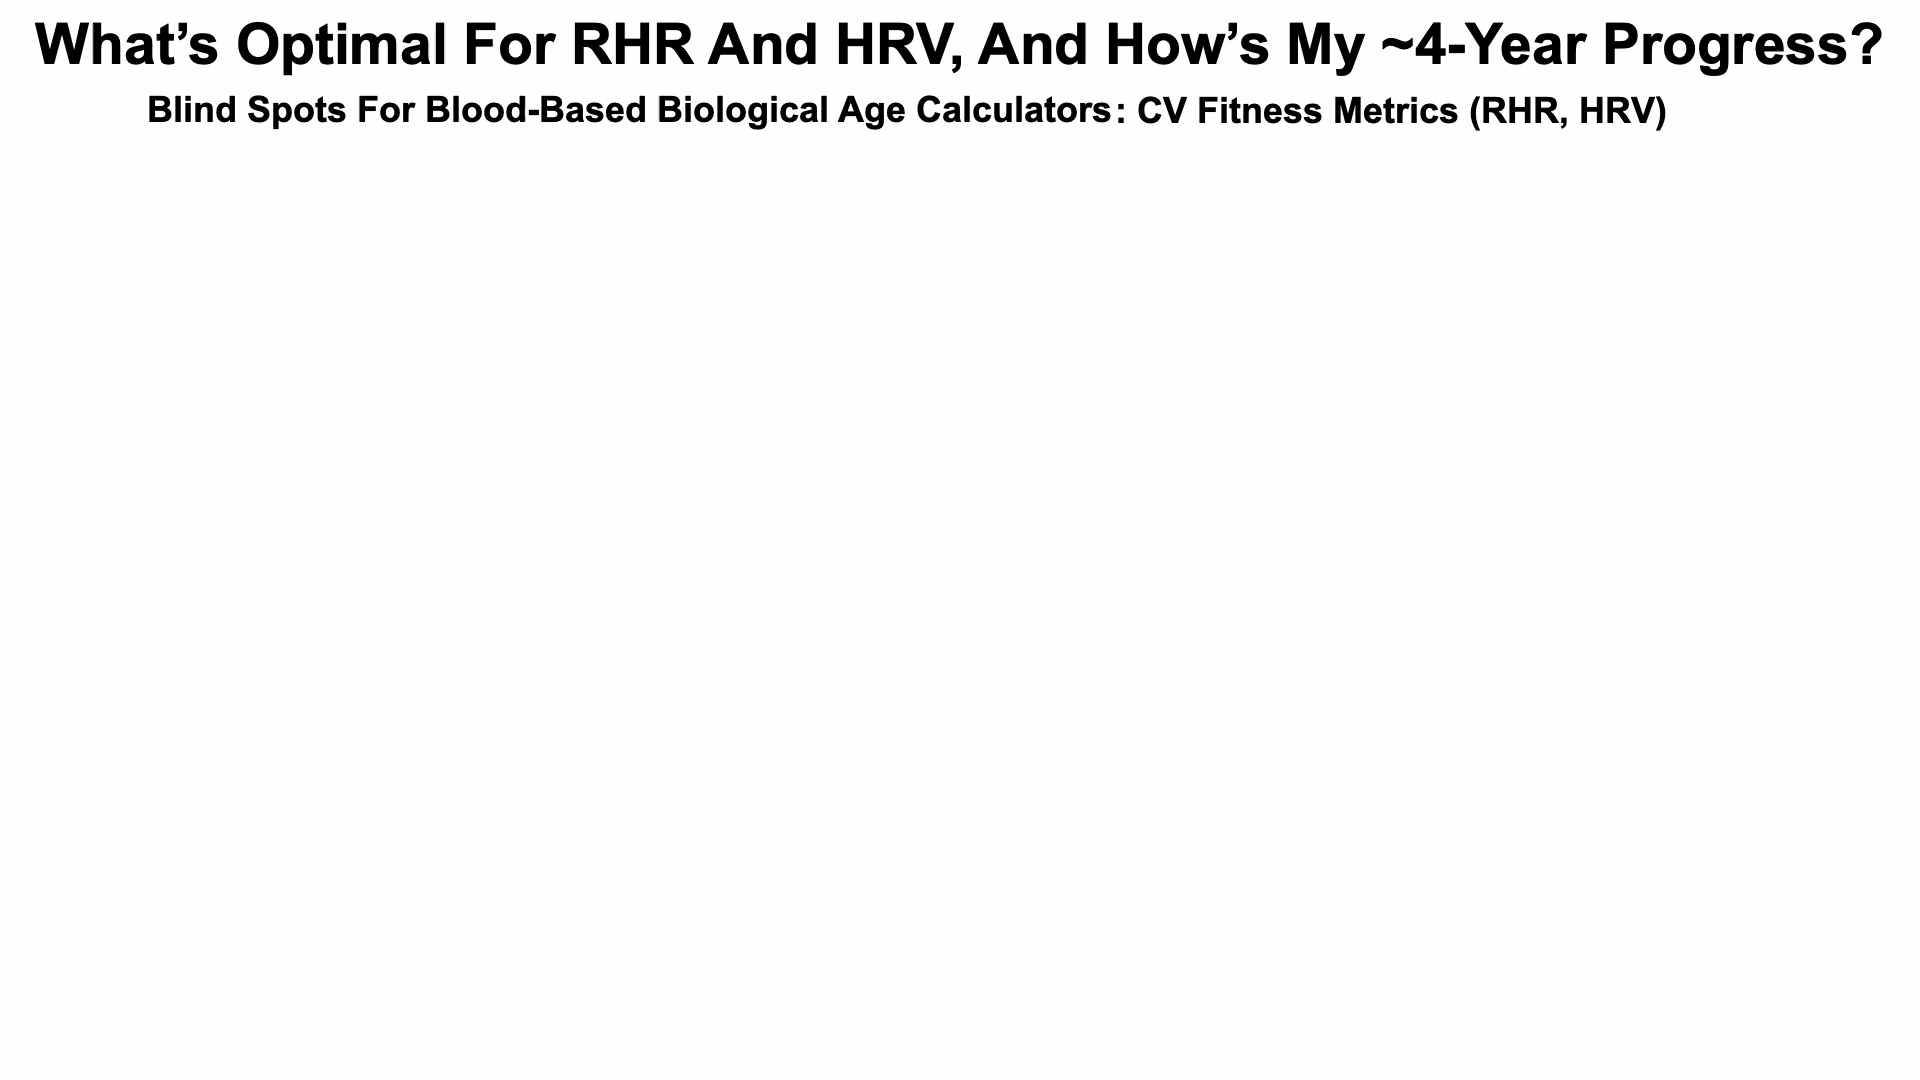 What’s Optimal For RHR And HRV, And How’s My ~4-Year Progress?
Blind Spots For Blood-Based Biological Age Calculators: CV Fitness Metrics (RHR, HRV)